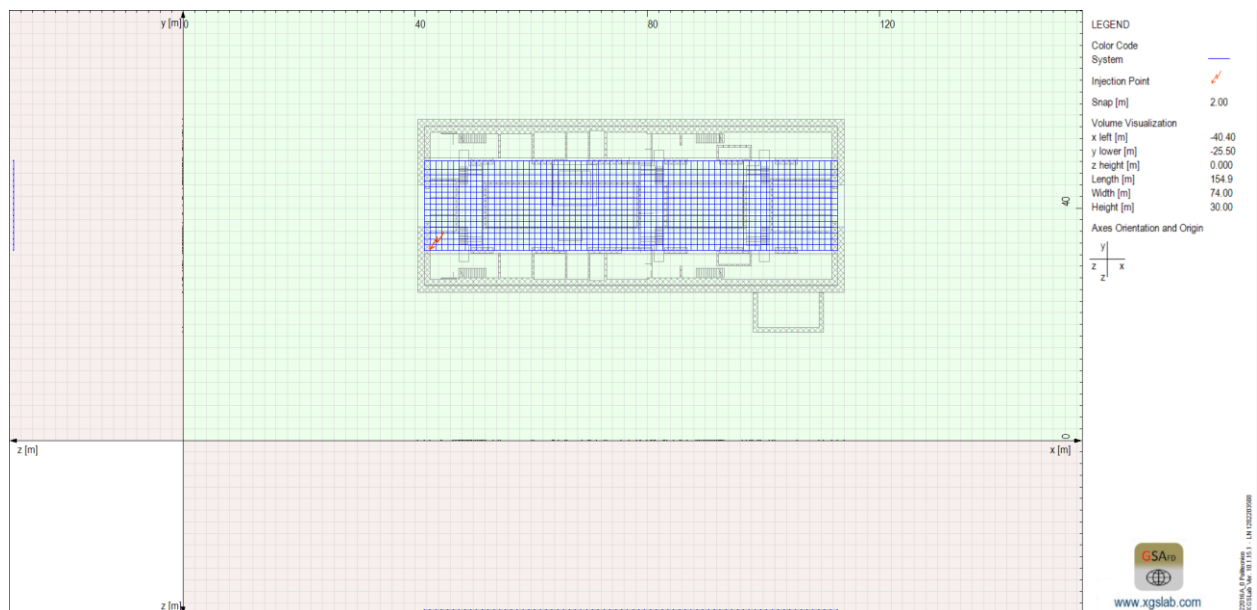 y [m]
0
40
80
120
40
0
z [m]
x [m]
z [m]
LEGEND
Color Code
System
Injection Point
Snap [m] 2.00
Volume Visualization
x left [m] -40.40
y lower [m] -25.50
z height [m] 0.000
Length [m] 154.9
Width [m] 74.00
Height [m] 30.00
Axes Orientation and Origin
y
z x
z
GSAFD
www.xgslab.com